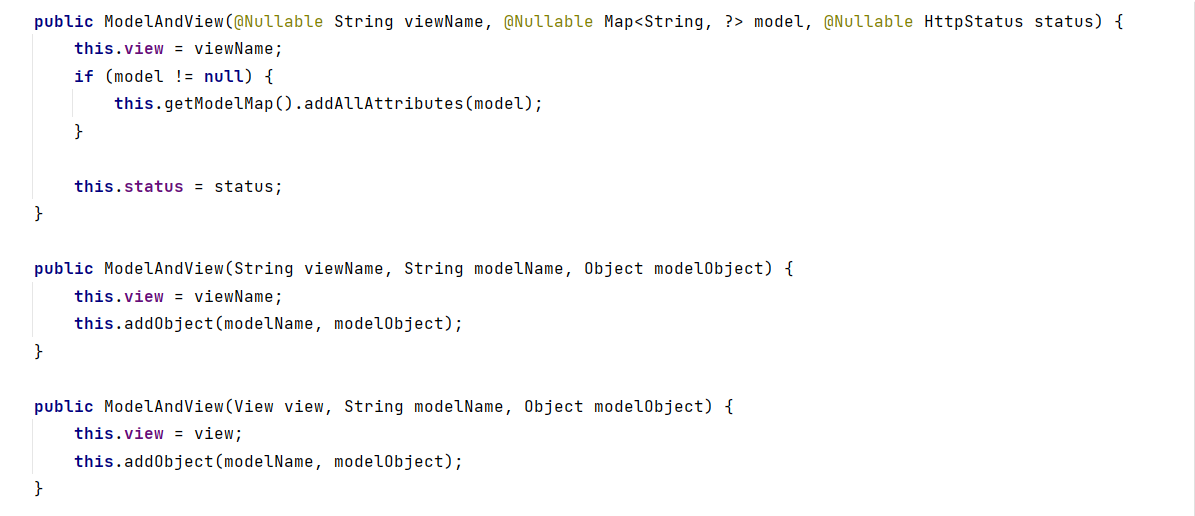 public ModelAndView(@Nullable String viewName, @Nullable Map<String, ?> model, @Nullable HttpStatus status) {
    this.view = viewName;
    if (model != null) {
        this.getModelMap().addAllAttributes(model);
    }

    this.status = status;
}

public ModelAndView(String viewName, String modelName, Object modelObject) {
    this.view = viewName;
    this.addObject(modelName, modelObject);
}

public ModelAndView(View view, String modelName, Object modelObject) {
    this.view = view;
    this.addObject(modelName, modelObject);
}